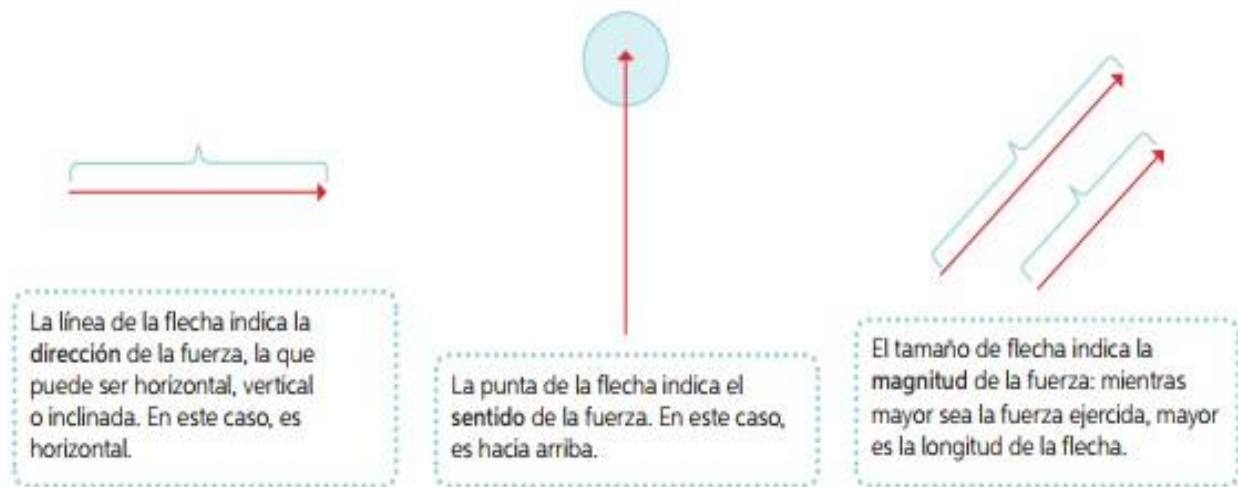 La línea de la flecha indica la
dirección de la fuerza, la que
puede ser horizontal, vertical
o inclinada. En este caso, es
horizontal.
La punta de la flecha indica el
sentido de la fuerza. En este caso,
es hacia arriba.
El tamaño de flecha indica la
magnitud de la fuerza: mientras
mayor sea la fuerza ejercida, mayor
es la longitud de la flecha.